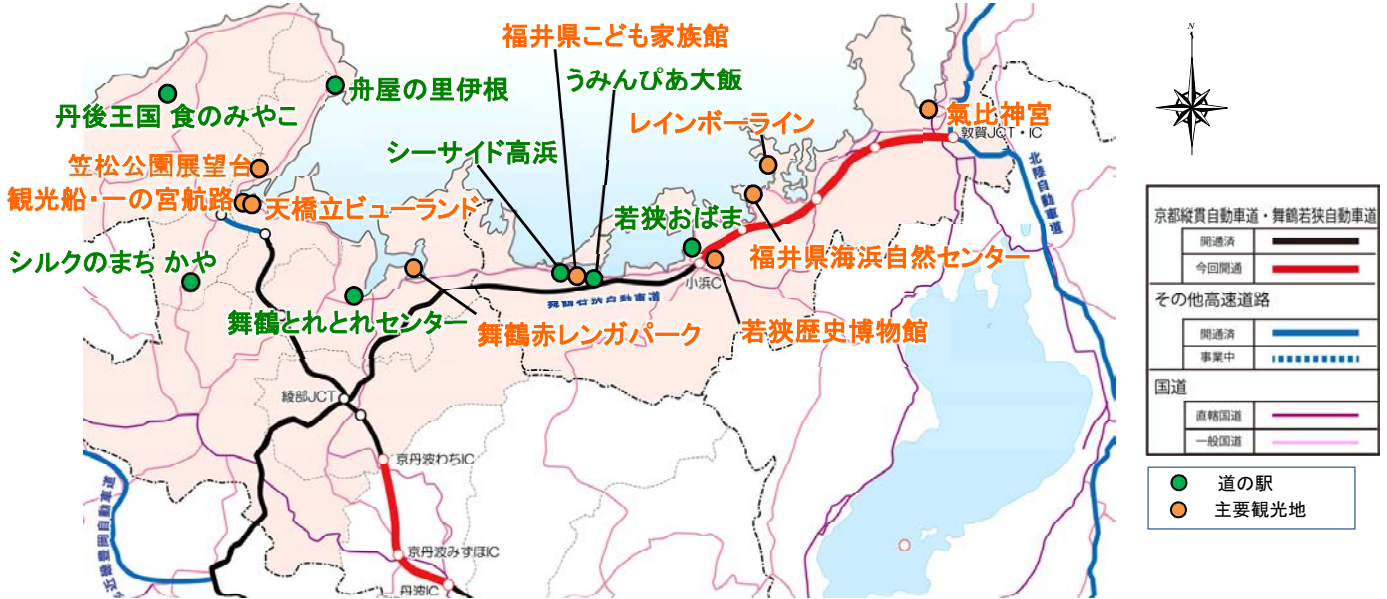 福井県こども家族館
うみんぴあ大飯
舟屋の里伊根
丹後王国 食のみやこ
レインボーライン
氣比神宮
敦賀JCT・IC
シーサイド高浜
笠松公園展望台
観光船・一の宮航路
天橋立ビューランド
北陸自動車道
若狭おばま
福井県海浜自然センター
シルクのまち かや
小浜IC
舞鶴若狭自動車道
舞鶴とれとれセンター
舞鶴赤レンガパーク
若狭歴史博物館
綾部JCT
京丹波わちIC
京丹波みずほIC
丹波IC
近畿豊岡自動車道
N
京都縦貫自動車道・舞鶴若狭自動車道
開通済
今回開通
その他高速道路
開通済
事業中
国道
直轄国道
一般国道
道の駅
主要観光地